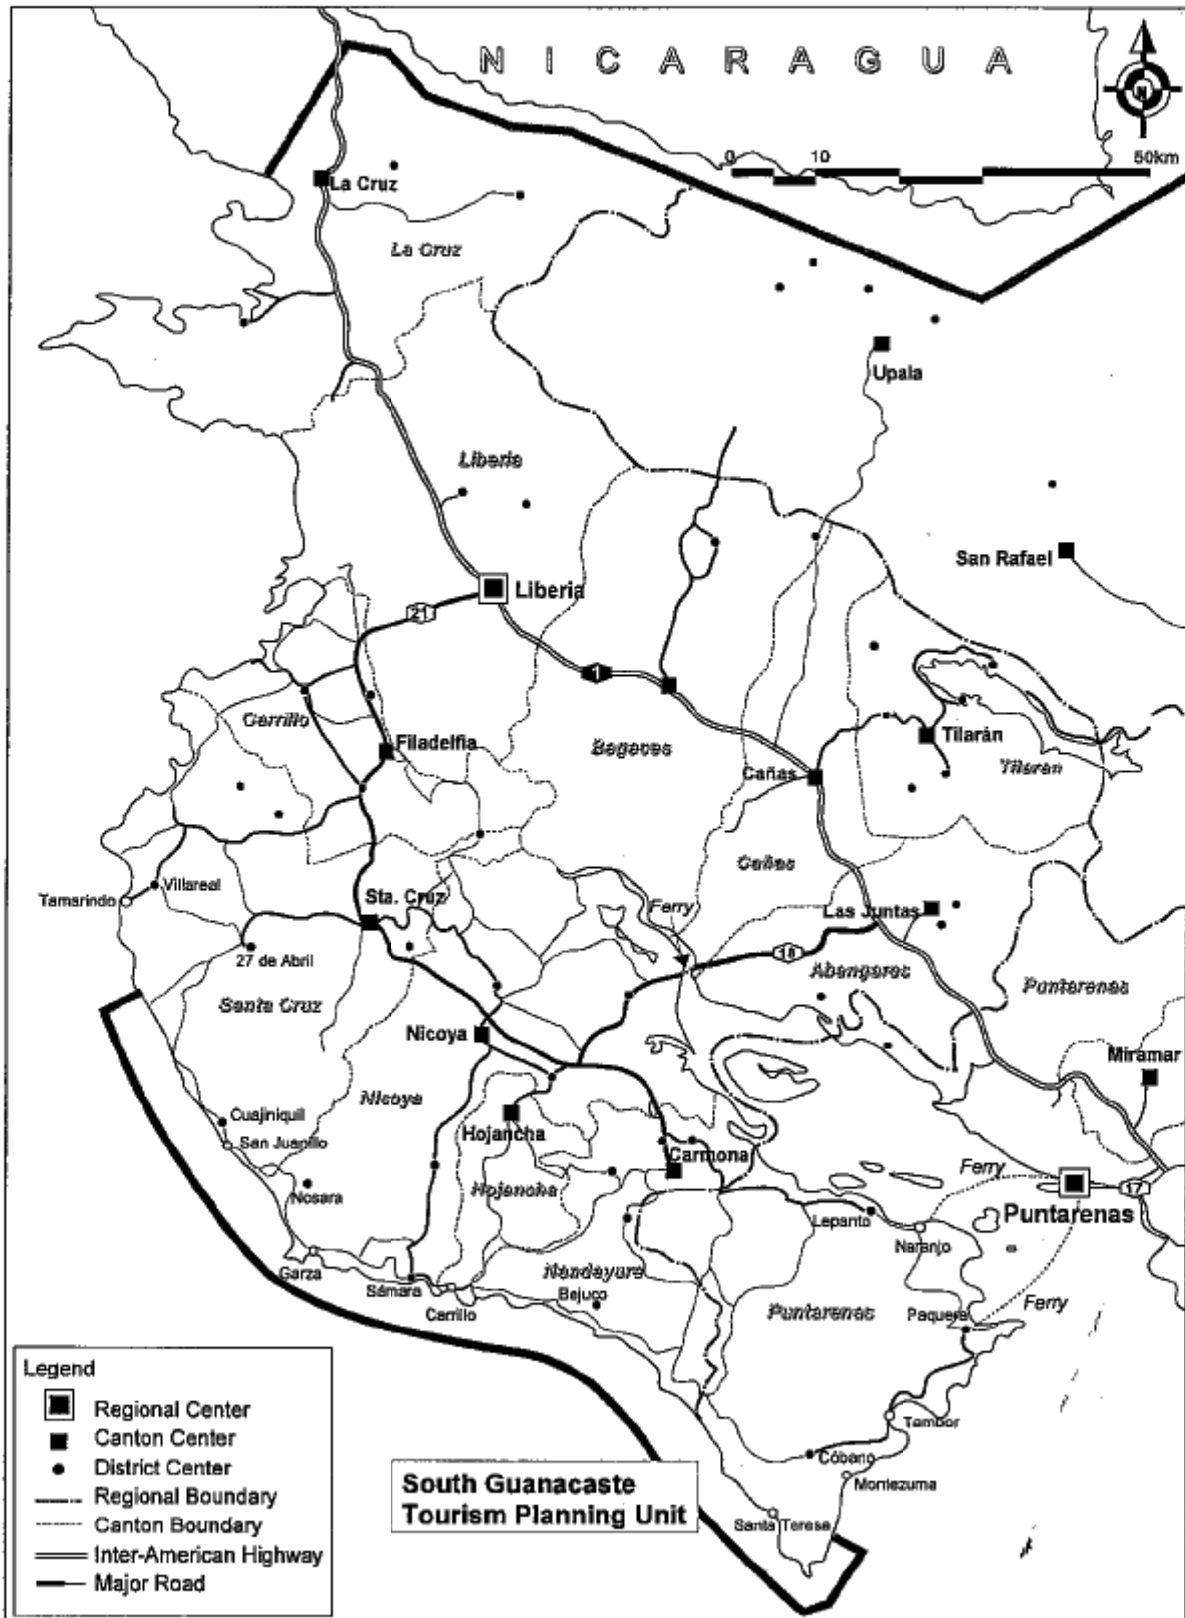 NICARAGUA
N
0 10 50km
La Cruz
La Cruz
Upala
Liberia
San Rafael
Liberia
21
1
Carrillo
Filadelfia
Bagaces
Tilarán
Tilaran
Cañas
Cañas
Villareal
Tamarindo
Sta. Cruz
Ferry
Las Juntas
27 de Abril
18
Abangares
Santa Cruz
Puntarenas
Nicoya
Miramar
Nicoya
Cuajiniquil
San Juanillo
Hojancha
Carmona
Ferry
17
Nosara
Hojancha
Puntarenas
Lepanto
Naranjo
Garza
Sámara
Nandayure
Carrillo
Bejuco
Puntarenas
Paquera
Ferry
Tambor
Cóbano
Montezuma
Santa Teresa
South Guanacaste
Tourism Planning Unit
Legend
Regional Center
Canton Center
District Center
Regional Boundary
Canton Boundary
Inter-American Highway
Major Road